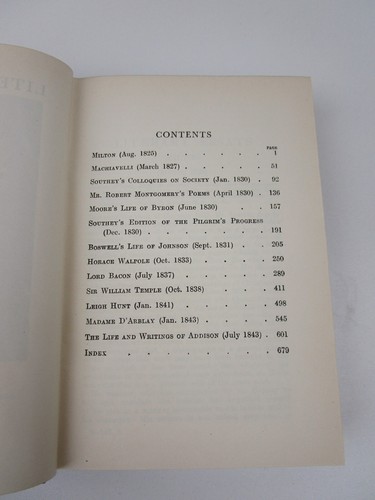 LITE
CONTENTS
PAGE
Milton (Aug. 1825) . . . . . . 1
Machiavelli (March 1827) . . . . . 51
Southey's Colloquies on Society (Jan. 1830) . . 92
Mr. Robert Montgomery's Poems (April 1830) . 136
Moore's Life of Byron (June 1830) . . . 157
Southey's Edition of the Pilgrim's Progress
(Dec. 1830) . . . . . . 191
Boswell's Life of Johnson (Sept. 1831) . . 205
Horace Walpole (Oct. 1833) . . . . 250
Lord Bacon (July 1837) . . . . . 289
Sir William Temple (Oct. 1838) . . . 411
Leigh Hunt (Jan. 1841) . . . . . 498
Madame D'Arblay (Jan. 1843) . . . . 545
The Life and Writings of Addison (July 1843) . 601
Index . . . . . . . 679